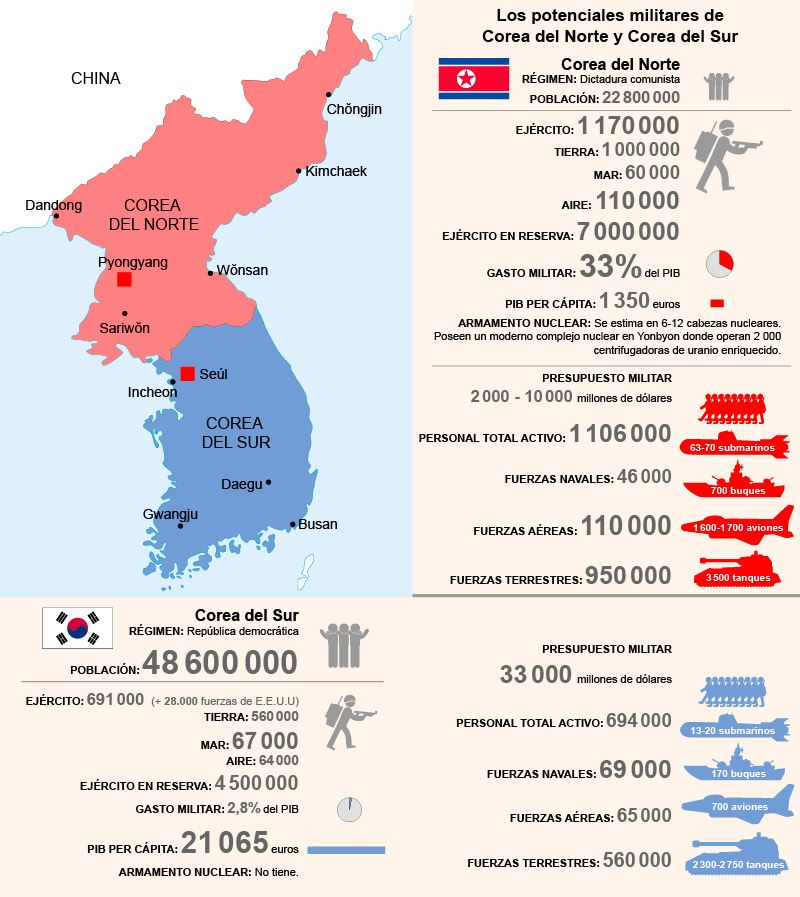 CHINA
Chŏngjin
Kimchaek
Dandong
COREA
DEL NORTE
Pyongyang
Wŏnsan
Sariwŏn
Seúl
Incheon
COREA
DEL SUR
Daegu
Gwangju
Busan
Los potenciales militares de
Corea del Norte y Corea del Sur
Corea del Norte
RÉGIMEN: Dictadura comunista
POBLACIÓN: 22 800 000
EJÉRCITO: 1 170 000
TIERRA: 1 000 000
MAR: 60 000
AIRE: 110 000
EJÉRCITO EN RESERVA: 7 000 000
GASTO MILITAR: 33% del PIB
PIB PER CÁPITA: 1 350 euros
ARMAMENTO NUCLEAR: Se estima en 6-12 cabezas nucleares.
Poseen un moderno complejo nuclear en Yonbyon donde operan 2 000
centrifugadoras de uranio enriquecido.
PRESUPUESTO MILITAR
2 000 - 10 000 millones de dólares
PERSONAL TOTAL ACTIVO: 1 106 000
63-70 submarinos
FUERZAS NAVALES: 46 000
700 buques
FUERZAS AÉREAS: 110 000
1 600-1 700 aviones
FUERZAS TERRESTRES: 950 000
3 500 tanques
Corea del Sur
RÉGIMEN: República democrática
POBLACIÓN: 48 600 000
EJÉRCITO: 691 000 (+ 28.000 fuerzas de E.E.U.U)
TIERRA: 560 000
MAR: 67 000
AIRE: 64 000
EJÉRCITO EN RESERVA: 4 500 000
GASTO MILITAR: 2,8% del PIB
PIB PER CÁPITA: 21 065 euros
ARMAMENTO NUCLEAR: No tiene.
PRESUPUESTO MILITAR
33 000 millones de dólares
PERSONAL TOTAL ACTIVO: 694 000
13-20 submarinos
FUERZAS NAVALES: 69 000
170 buques
700 aviones
FUERZAS AÉREAS: 65 000
FUERZAS TERRESTRES: 560 000
2 300-2 750 tanques